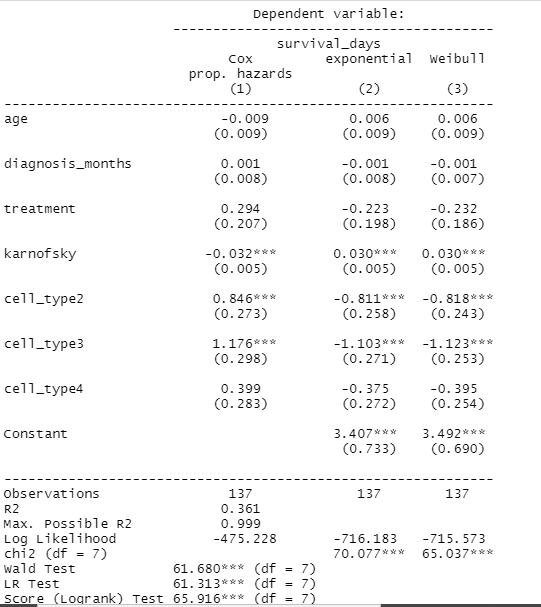 Dependent variable:
-----------------------------------------
survival_days
Cox exponential Weibull
prop. hazards
(1) (2) (3)
---------------------------------------------------------------
age -0.009 0.006 0.006
(0.009) (0.009) (0.009)
diagnosis_months 0.001 -0.001 -0.001
(0.008) (0.008) (0.007)
treatment 0.294 -0.223 -0.232
(0.207) (0.198) (0.186)
karnofsky -0.032*** 0.030*** 0.030***
(0.005) (0.005) (0.005)
cell_type2 0.846*** -0.811*** -0.818***
(0.273) (0.258) (0.243)
cell_type3 1.176*** -1.103*** -1.123***
(0.298) (0.271) (0.253)
cell_type4 0.399 -0.375 -0.395
(0.283) (0.272) (0.254)
Constant 3.407*** 3.492***
(0.733) (0.690)
---------------------------------------------------------------
Observations 137 137 137
R2 0.361
Max. Possible R2 0.999
Log Likelihood -475.228 -716.183 -715.573
chi2 (df = 7) 70.077*** 65.037***
Wald Test 61.680*** (df = 7)
LR Test 61.313*** (df = 7)
Score (Logrank) Test 65.916*** (df = 7)